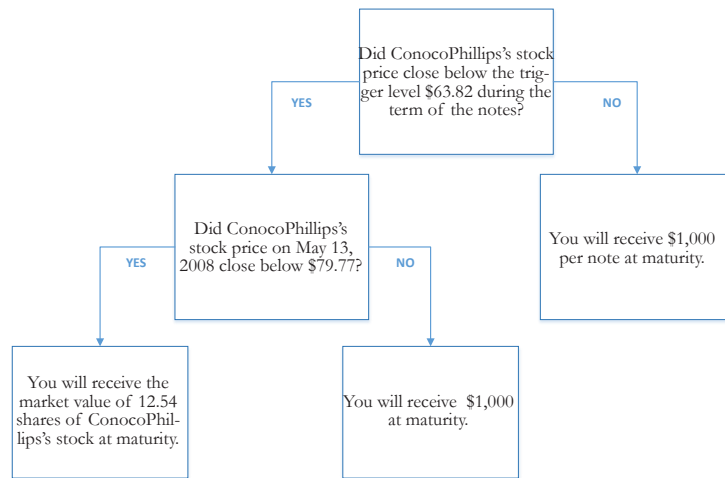 Did ConocoPhillips's stock
price close below the trig-
ger level $63.82 during the
term of the notes?
YES
NO
Did ConocoPhillips's
stock price on May 13,
2008 close below $79.77?
You will receive $1,000
per note at maturity.
YES
NO
You will receive the
market value of 12.54
shares of ConocoPhil-
lips's stock at maturity.
You will receive $1,000
at maturity.